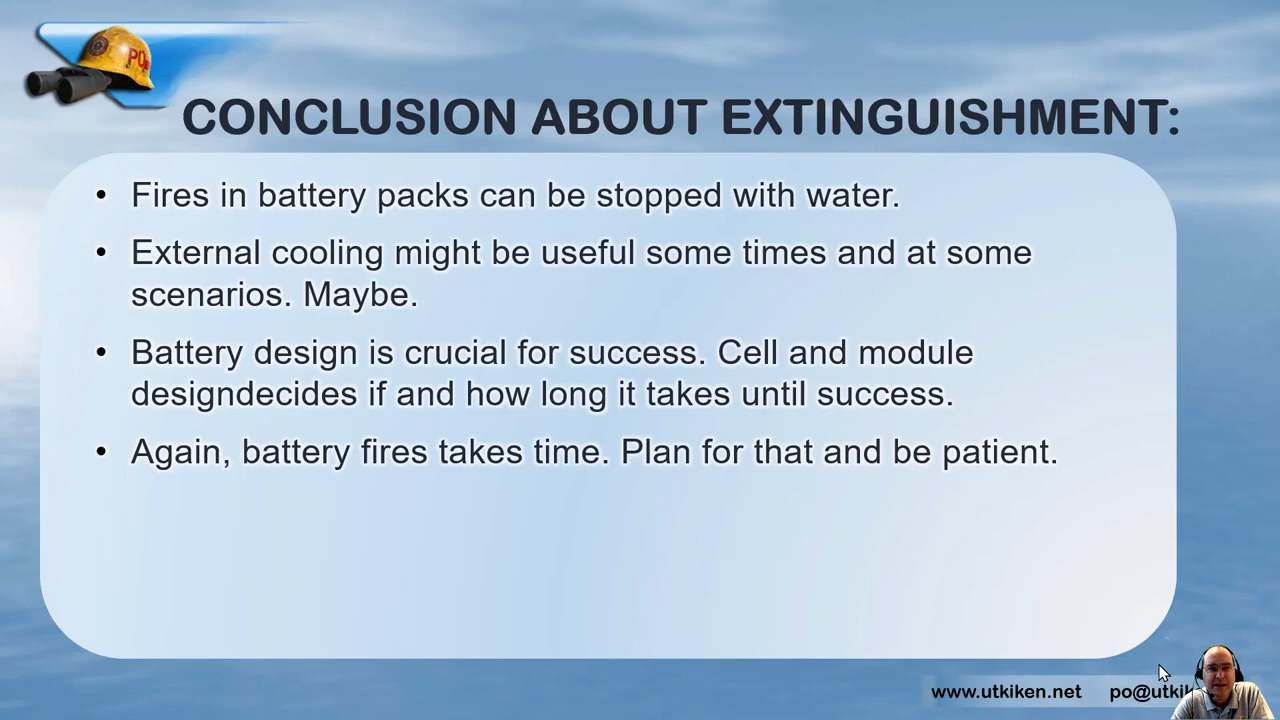 PO
CONCLUSION ABOUT EXTINGUISHMENT:
• Fires in battery packs can be stopped with water.
• External cooling might be useful some times and at some
scenarios. Maybe.
• Battery design is crucial for success. Cell and module
designdecides if and how long it takes until success.
• Again, battery fires takes time. Plan for that and be patient.
www.utkiken.net po@utkik